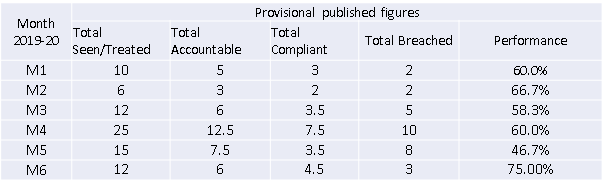 Month
2019-20
Provisional published figures
Total
Seen/Treated
Total
Accountable
Total
Compliant
Total Breached
Performance
M1 10 5 3 2 60.0%
M2 6 3 2 2 66.7%
M3 12 6 3.5 5 58.3%
M4 25 12.5 7.5 10 60.0%
M5 15 7.5 3.5 8 46.7%
M6 12 6 4.5 3 75.00%